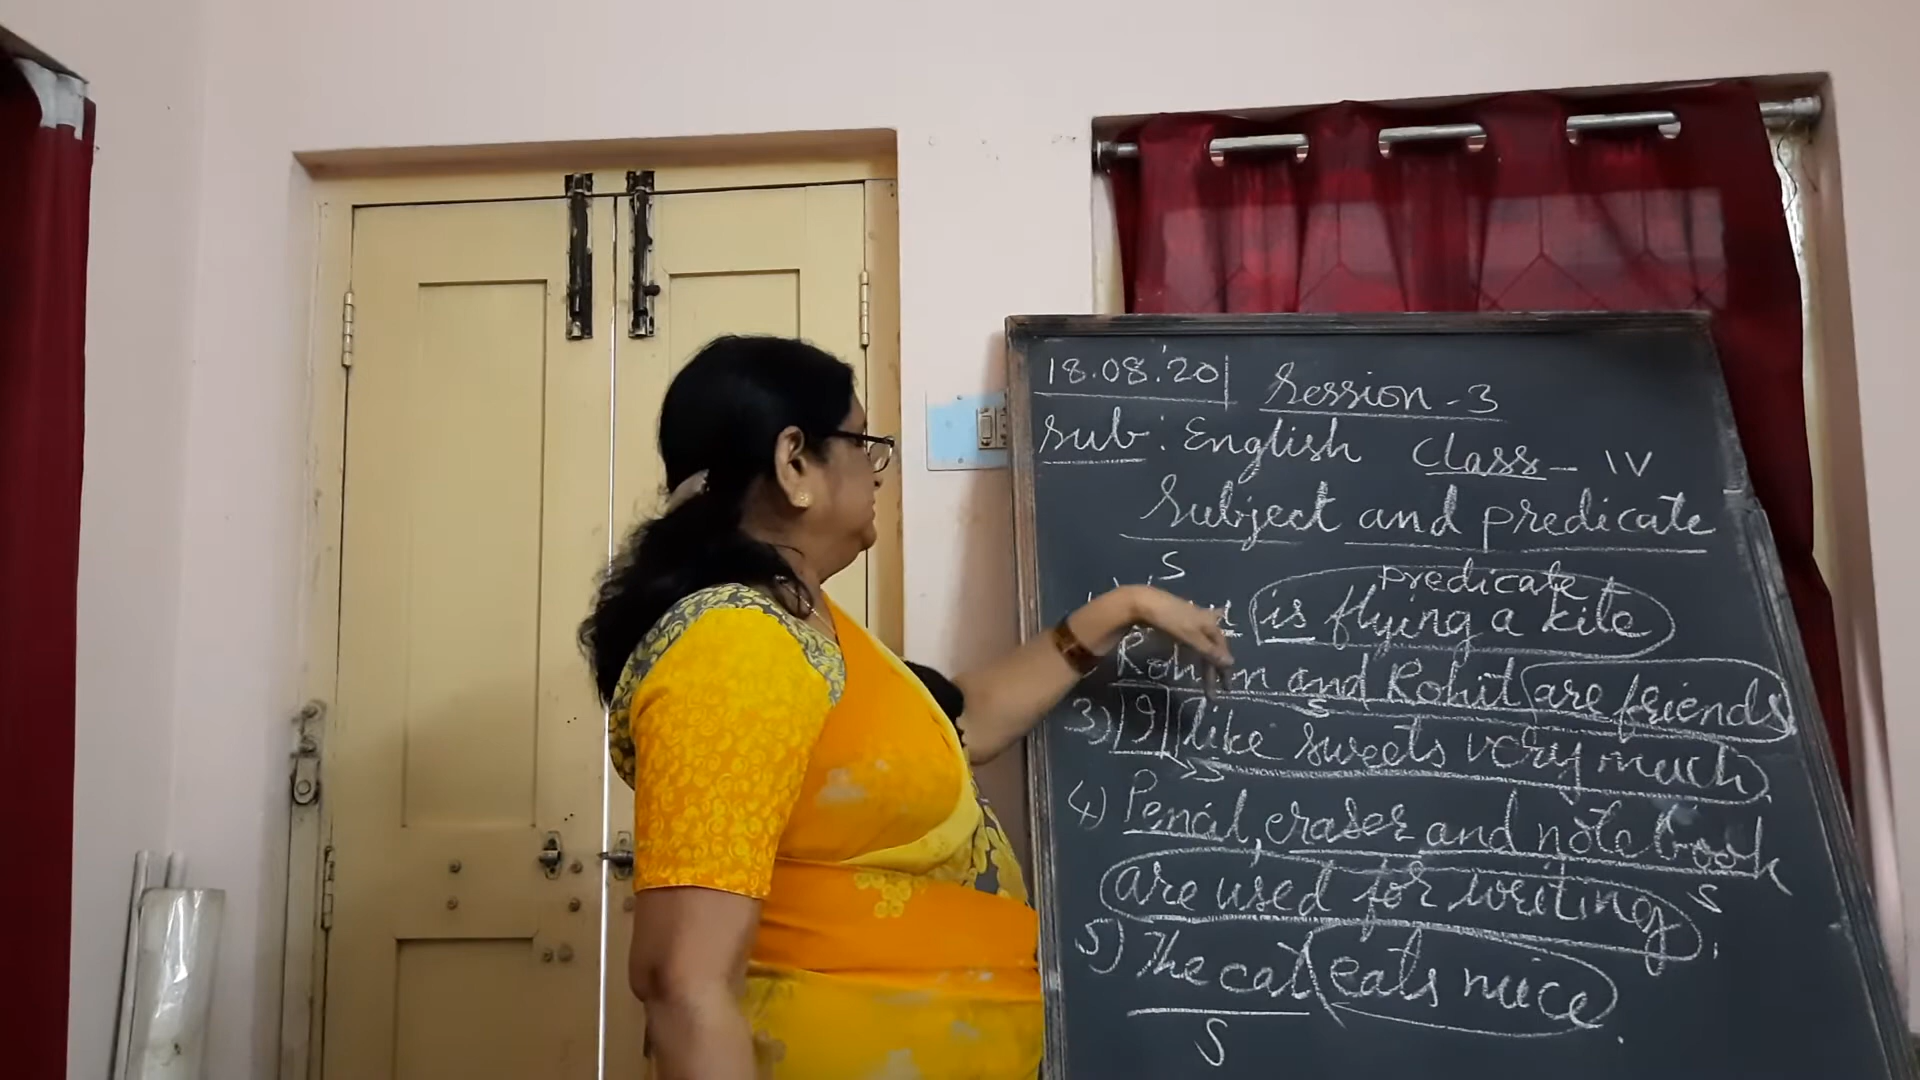 18.08.'20
Session - 3
Sub : English Class - IV
Subject and predicate
S predicate
is flying a kite
Rohan and Rohit are friends
S
3) I like sweets very much.
S
4) Pencil, eraser and note book
S
are used for writing.
5) The cat eats mice.
S